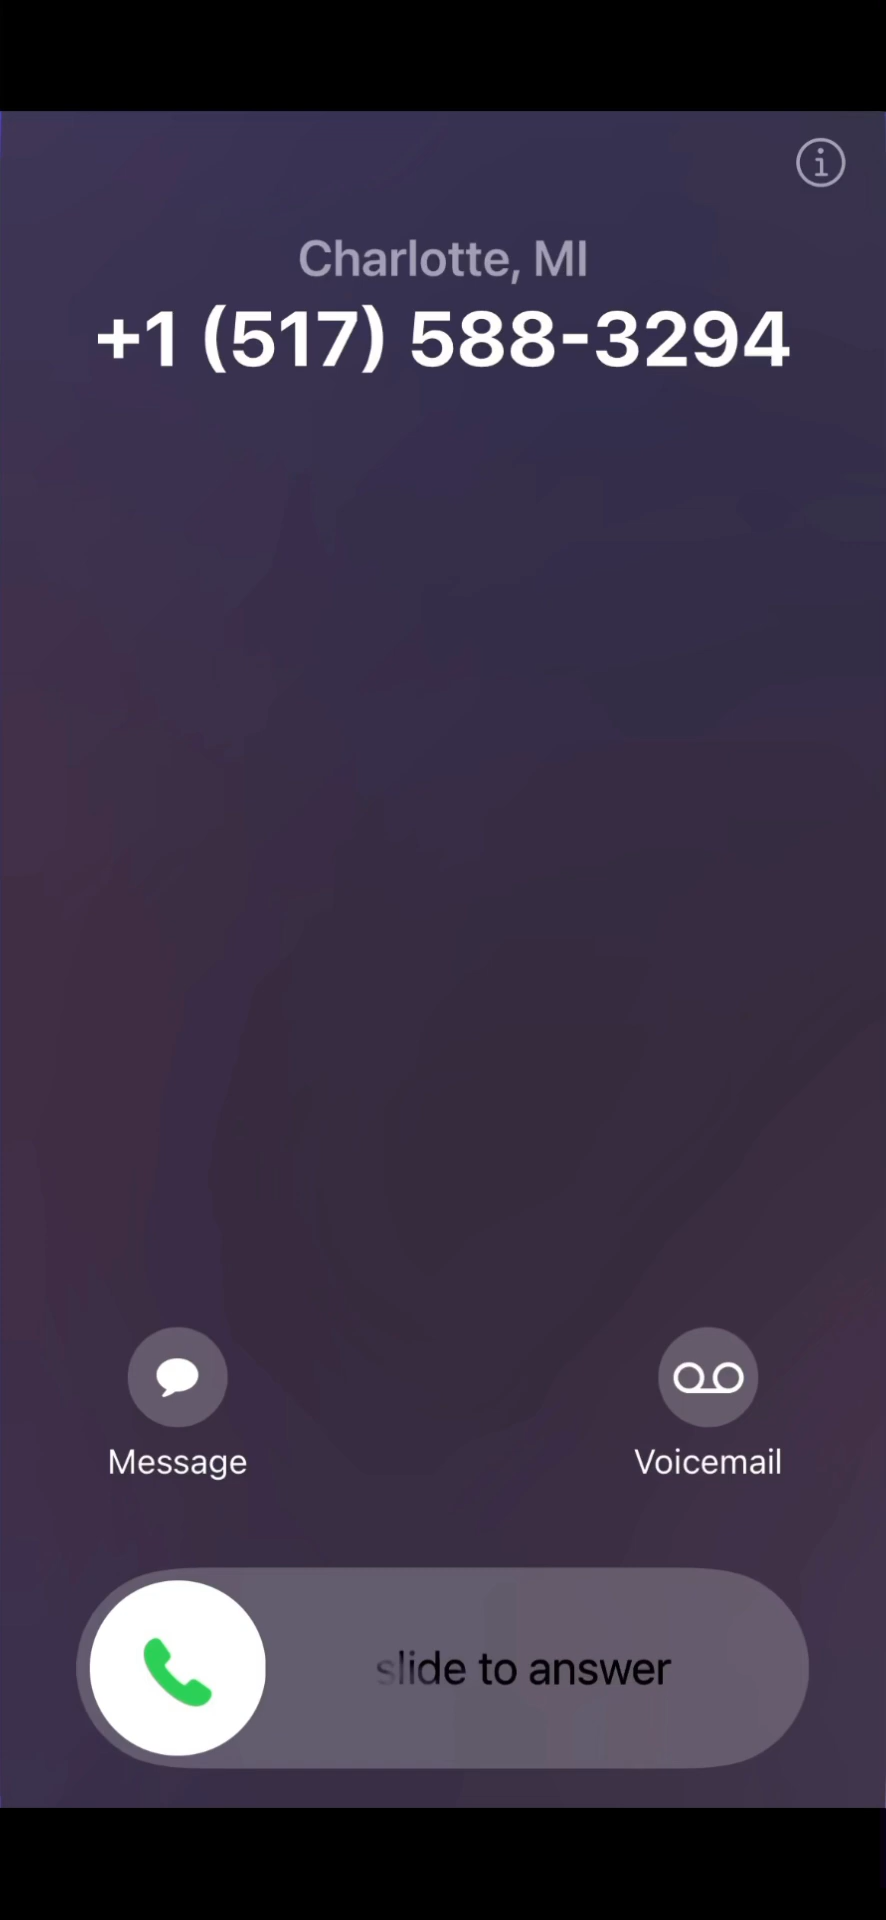 Charlotte, MI
+1 (517) 588-3294
Message
Voicemail
slide to answer